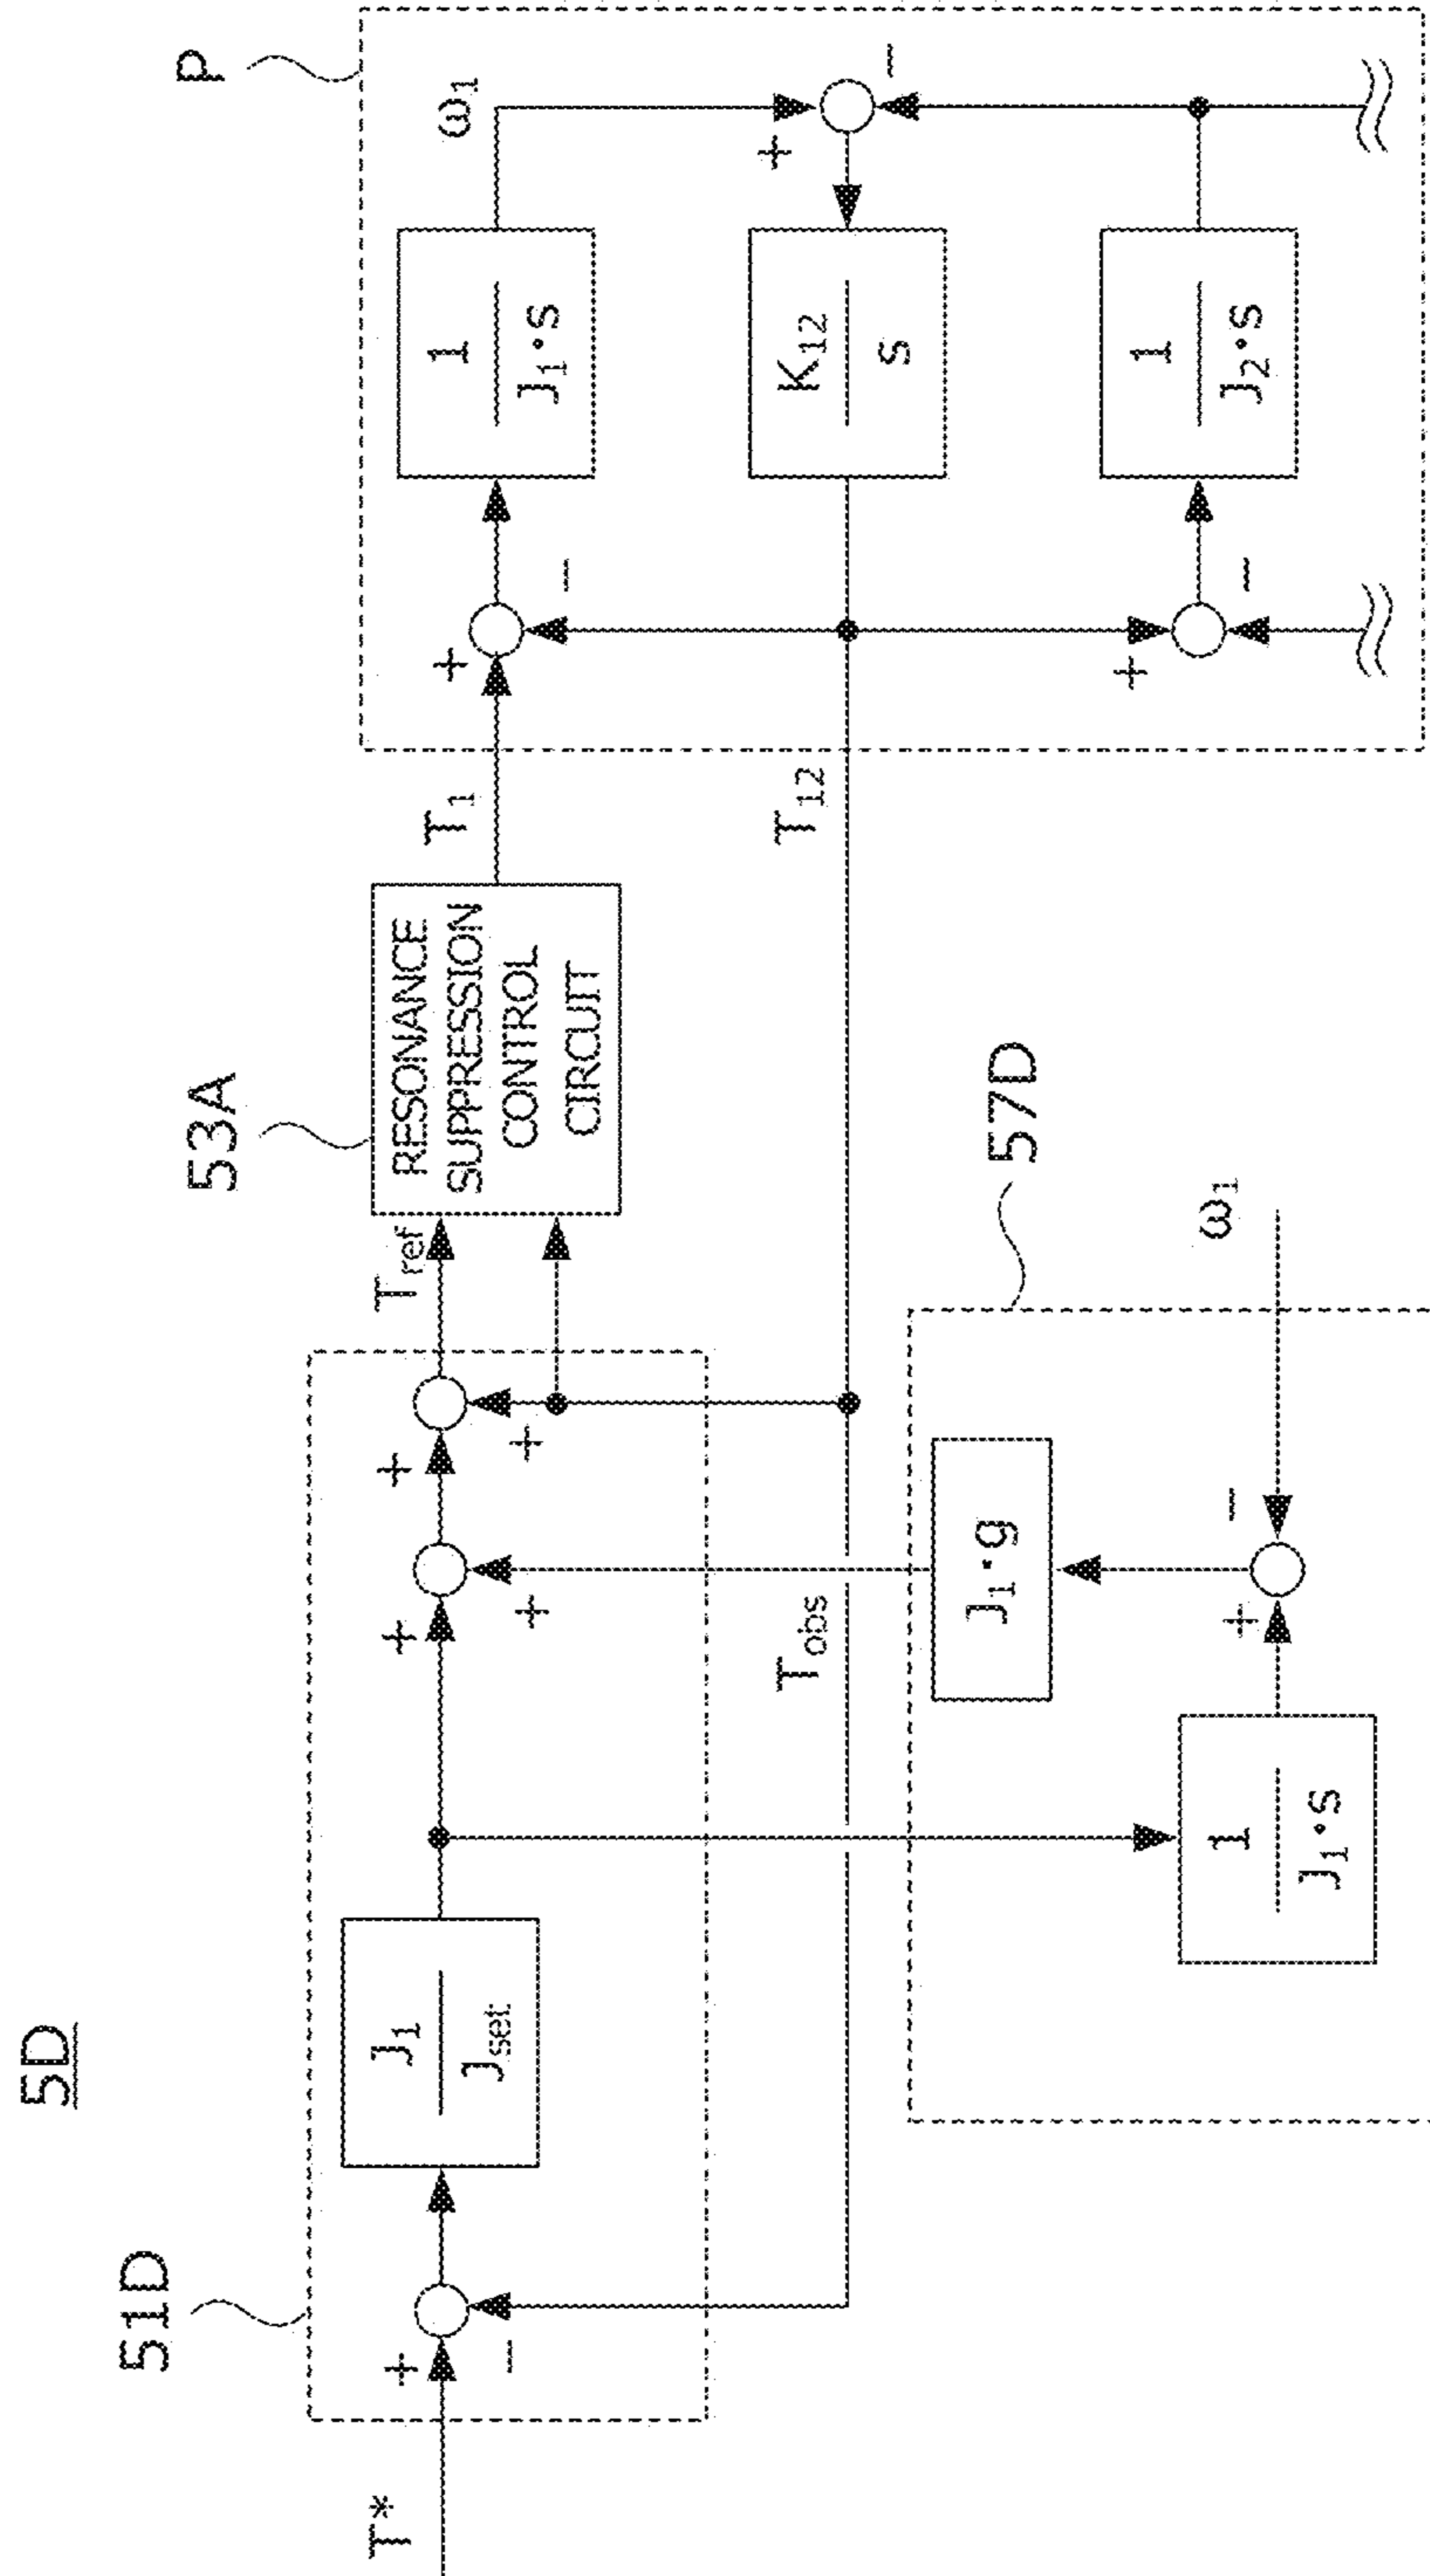 5D
51D
53A
P
T*
+
−
J₁
Jset
+
+
+
+
Tref
RESONANCE
SUPPRESSION
CONTROL
CIRCUIT
T₁
+
−
1
J₁·s
ω₁
+
−
K₁₂
s
T₁₂
Tobs
+
−
1
J₂·s
57D
J₁·g
1
J₁·s
+
−
ω₁